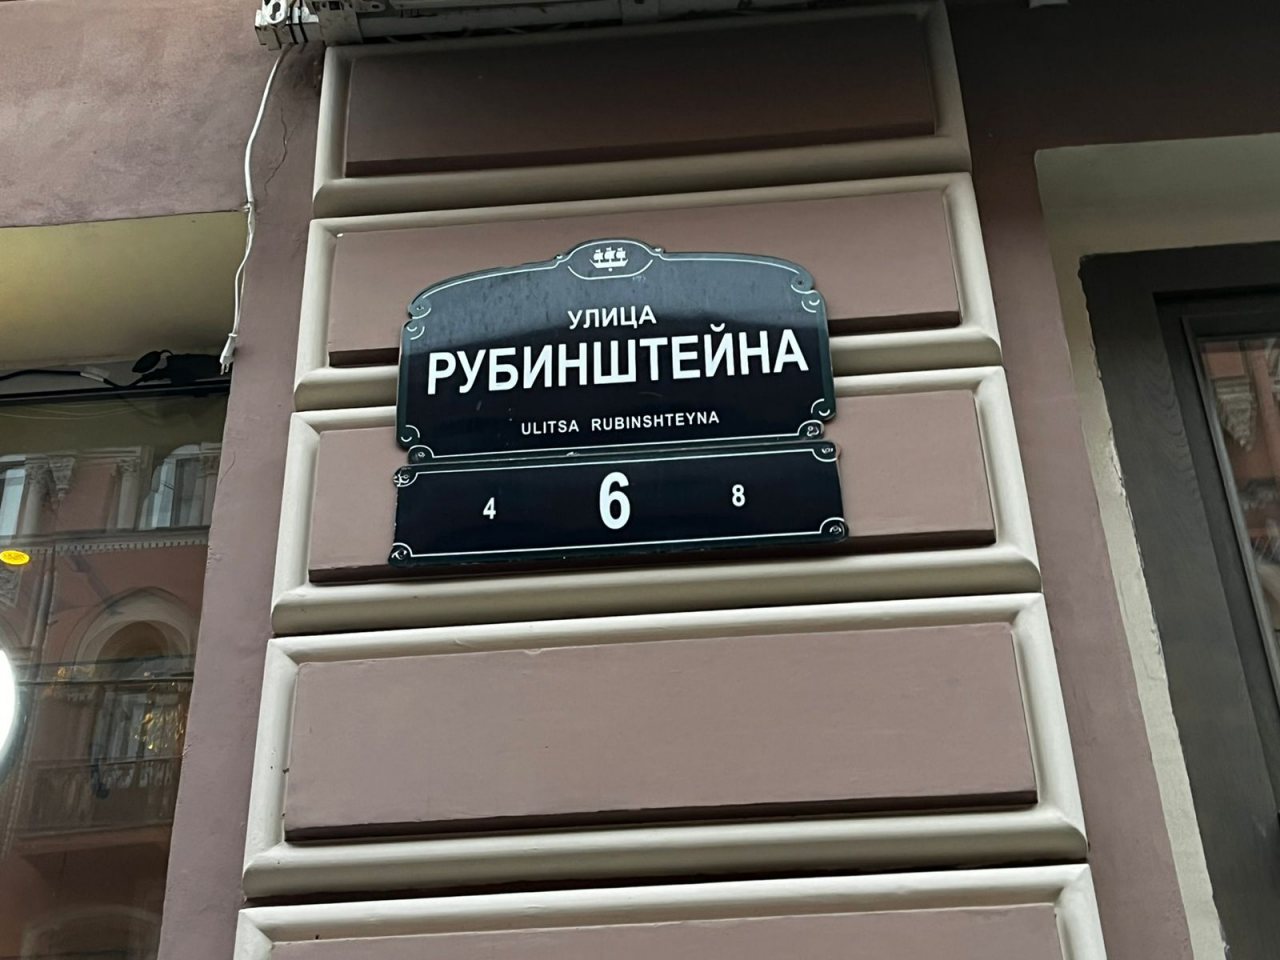 УЛИЦА
РУБИНШТЕЙНА
ULITSA RUBINSHTEYNA
4 6 8